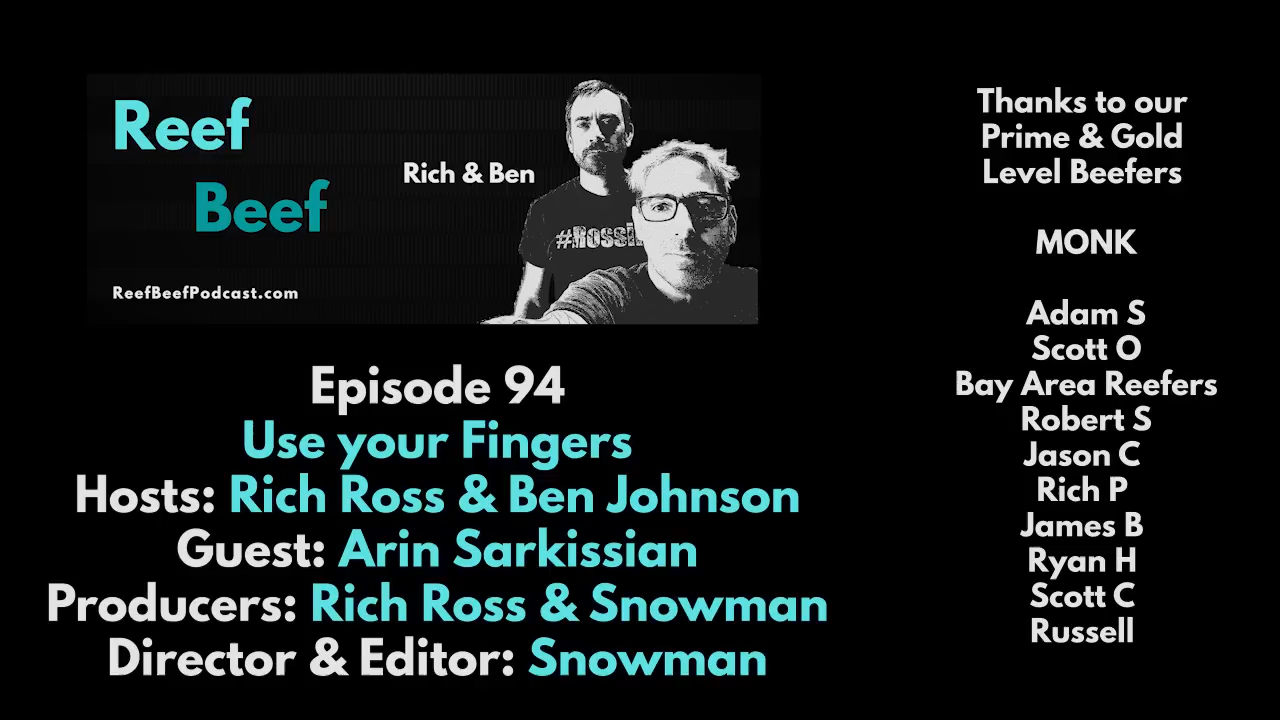 Reef
Beef
Rich & Ben
ReefBeefPodcast.com
Episode 94
Use your Fingers
Hosts: Rich Ross & Ben Johnson
Guest: Arin Sarkissian
Producers: Rich Ross & Snowman
Director & Editor: Snowman
Thanks to our
Prime & Gold
Level Beefers
MONK
Adam S
Scott O
Bay Area Reefers
Robert S
Jason C
Rich P
James B
Ryan H
Scott C
Russell